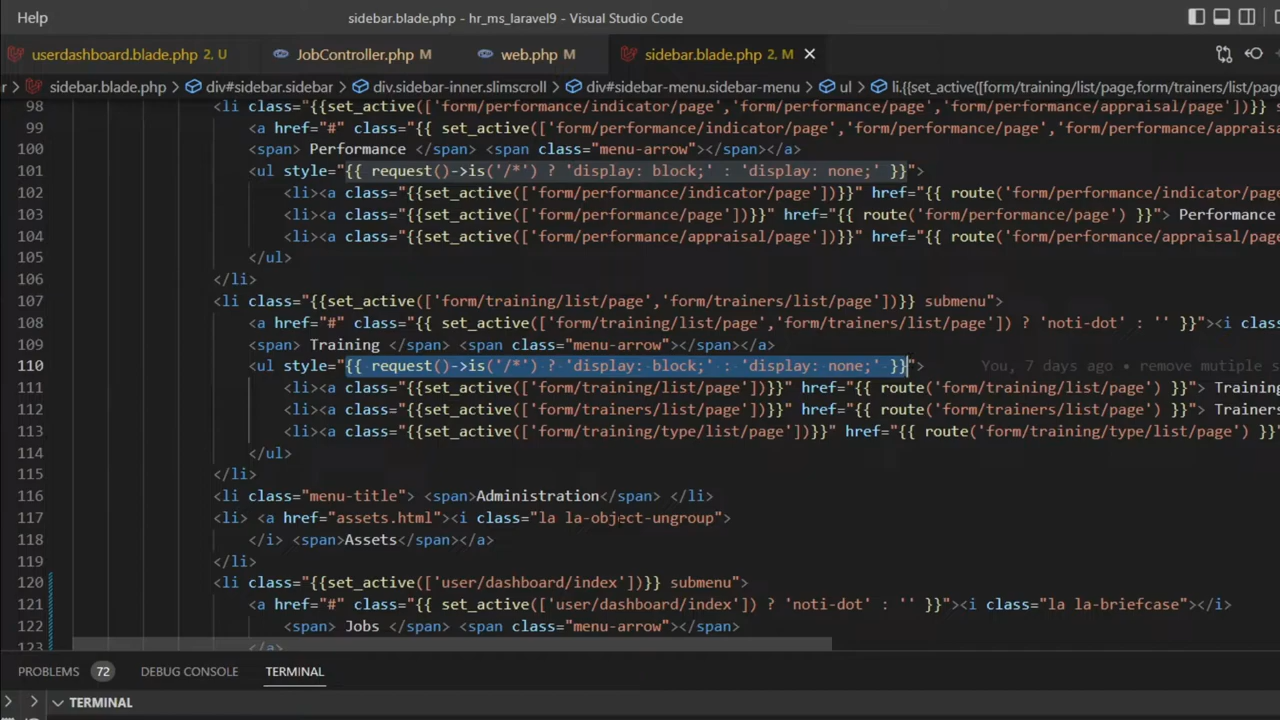 Help
sidebar.blade.php - hr_ms_laravel9 - Visual Studio Code
userdashboard.blade.php 2, U
JobController.php M
web.php M
sidebar.blade.php 2, M
sidebar.blade.php > div#sidebar.sidebar > div.sidebar-inner.slimscroll > div#sidebar-menu.sidebar-menu > ul > li.{{set_active([form/training/list/page,form/trainers/list/page
98 <li class="{{set_active(['form/performance/indicator/page','form/performance/page','form/performance/appraisal/page'])}} s
99 <a href="#" class="{{ set_active(['form/performance/indicator/page','form/performance/page','form/performance/appraisa
100 <span> Performance </span> <span class="menu-arrow"></span></a>
101 <ul style="{{ request()->is('/*') ? 'display: block;' : 'display: none;' }}">
102 <li><a class="{{set_active(['form/performance/indicator/page'])}}" href="{{ route('form/performance/indicator/
103 <li><a class="{{set_active(['form/performance/page'])}}" href="{{ route('form/performance/page') }}"> Performance
104 <li><a class="{{set_active(['form/performance/appraisal/page'])}}" href="{{ route('form/performance/appraisal/
105 </ul>
106 </li>
107 <li class="{{set_active(['form/training/list/page','form/trainers/list/page'])}} submenu">
108 <a href="#" class="{{ set_active(['form/training/list/page','form/trainers/list/page']) ? 'noti-dot' : '' }}"><i clas
109 <span> Training </span> <span class="menu-arrow"></span></a>
110 <ul style="{{ request()->is('/*') ? 'display: block;' : 'display: none;' }}"> You, 7 days ago • remove mutiple s
111 <li><a class="{{set_active(['form/training/list/page'])}}" href="{{ route('form/training/list/page') }}"> Training
112 <li><a class="{{set_active(['form/trainers/list/page'])}}" href="{{ route('form/trainers/list/page') }}"> Trainers
113 <li><a class="{{set_active(['form/training/type/list/page'])}}" href="{{ route('form/training/type/list/page') }}"
114 </ul>
115 </li>
116 <li class="menu-title"> <span>Administration</span> </li>
117 <li> <a href="assets.html"><i class="la la-object-ungroup">
118 </i> <span>Assets</span></a>
119 </li>
120 <li class="{{set_active(['user/dashboard/index'])}} submenu">
121 <a href="#" class="{{ set_active(['user/dashboard/index']) ? 'noti-dot' : '' }}"><i class="la la-briefcase"></i>
122 <span> Jobs </span> <span class="menu-arrow"></span>
123 </a>
PROBLEMS 72 DEBUG CONSOLE TERMINAL
TERMINAL